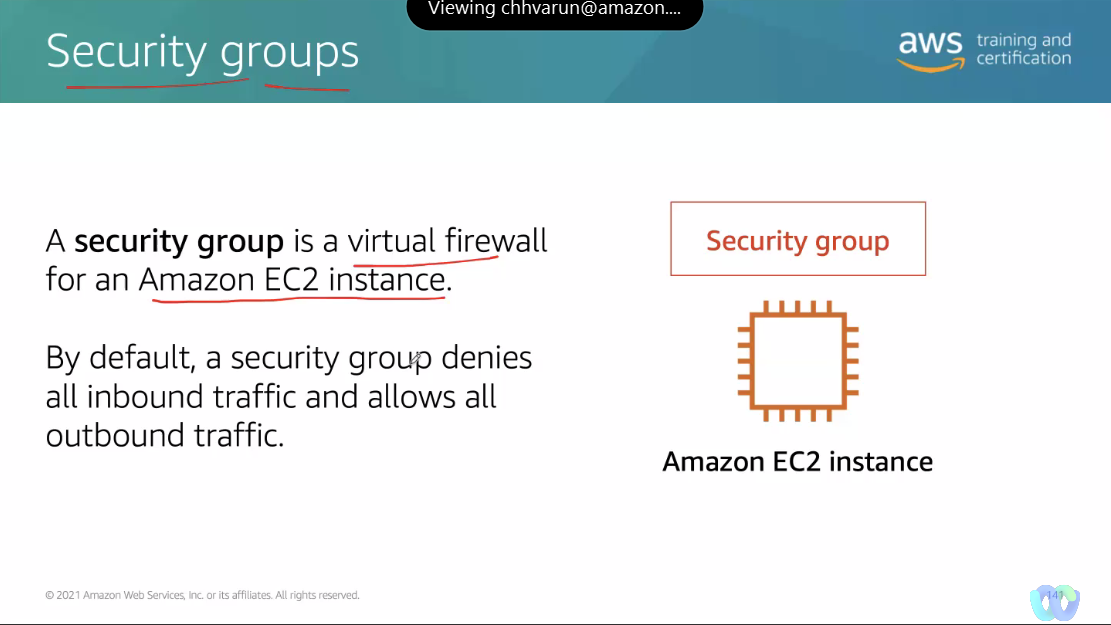 Viewing chhvarun@amazon....
Security groups
aws training and
certification
A security group is a virtual firewall
for an Amazon EC2 instance.
By default, a security group denies
all inbound traffic and allows all
outbound traffic.
Security group
Amazon EC2 instance
© 2021 Amazon Web Services, Inc. or its affiliates. All rights reserved.
141